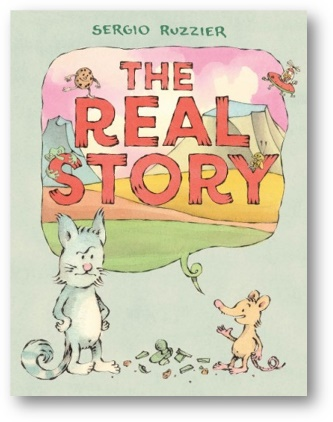 SERGIO RUZZIER
THE
REAL
STORY